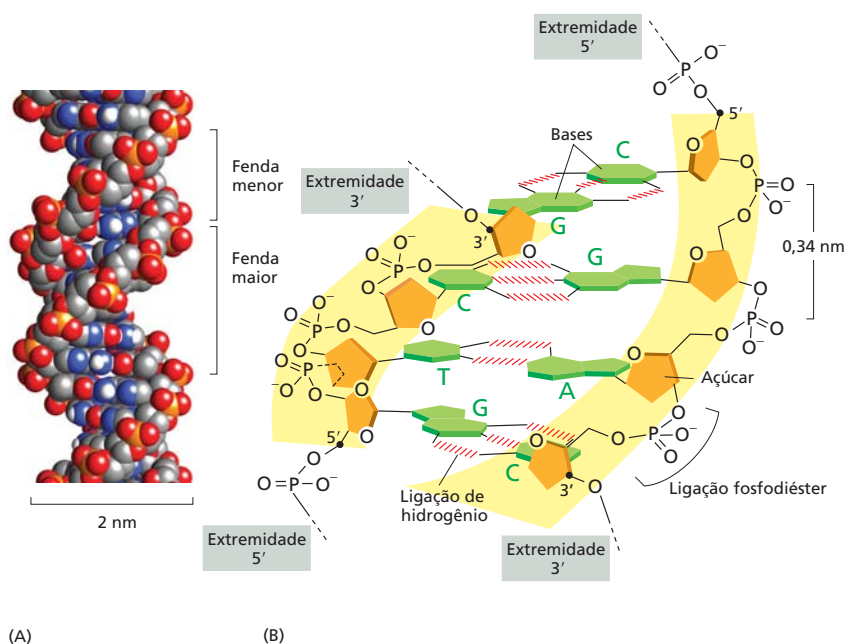 Extremidade
5′
O
O⁻
P
O
5′
Bases
C
O
O
Fenda
menor
Extremidade
3′
P
O
O⁻
O
O
3′
G
O
0,34 nm
O⁻
P
O
O
Fenda
maior
C
G
O
O
O⁻
P
O
O
O
P
O
O⁻
O
O
P
O⁻
O
T
A
O
Açúcar
O
O
G
O
P
O⁻
O
5′
O
C
O
3′
O
Ligação fosfodiéster
O
P
O⁻
O
Ligação de
hidrogênio
2 nm
Extremidade
5′
Extremidade
3′
(A)
(B)